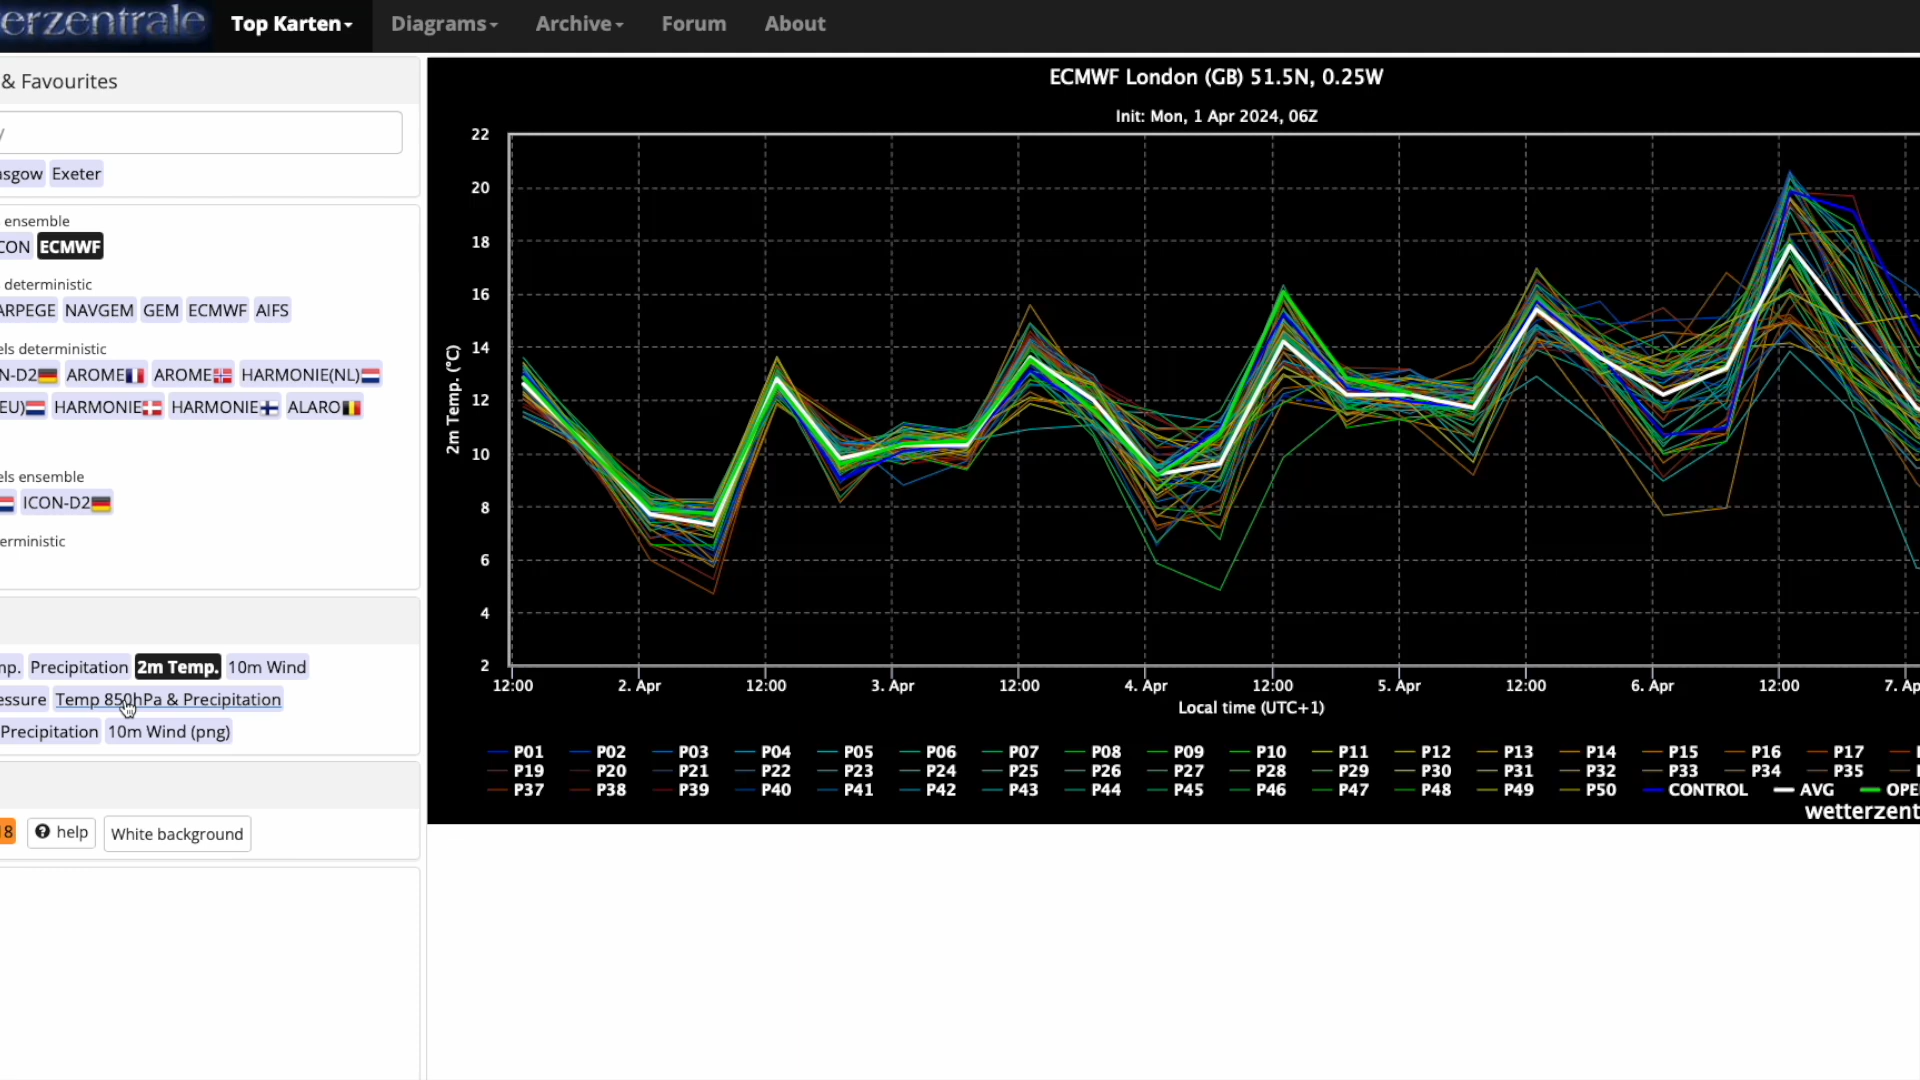 erzentrale Top Karten Diagrams Archive Forum About
& Favourites
y
asgow Exeter
ensemble
CON ECMWF
deterministic
ARPEGE NAVGEM GEM ECMWF AIFS
els deterministic
N-D2 AROME AROME HARMONIE(NL)
EU) HARMONIE HARMONIE ALARO
els ensemble
ICON-D2
erministic
mp. Precipitation 2m Temp. 10m Wind
essure Temp 850hPa & Precipitation
Precipitation 10m Wind (png)
18 help White background
ECMWF London (GB) 51.5N, 0.25W
Init: Mon, 1 Apr 2024, 06Z
22
20
18
16
14
12
10
8
6
4
2
2m Temp. (°C)
12:00 2. Apr 12:00 3. Apr 12:00 4. Apr 12:00 5. Apr 12:00 6. Apr 12:00 7. Ap
Local time (UTC+1)
P01 P02 P03 P04 P05 P06 P07 P08 P09 P10 P11 P12 P13 P14 P15 P16 P17
P19 P20 P21 P22 P23 P24 P25 P26 P27 P28 P29 P30 P31 P32 P33 P34 P35
P37 P38 P39 P40 P41 P42 P43 P44 P45 P46 P47 P48 P49 P50 CONTROL AVG OPE
wetterzent